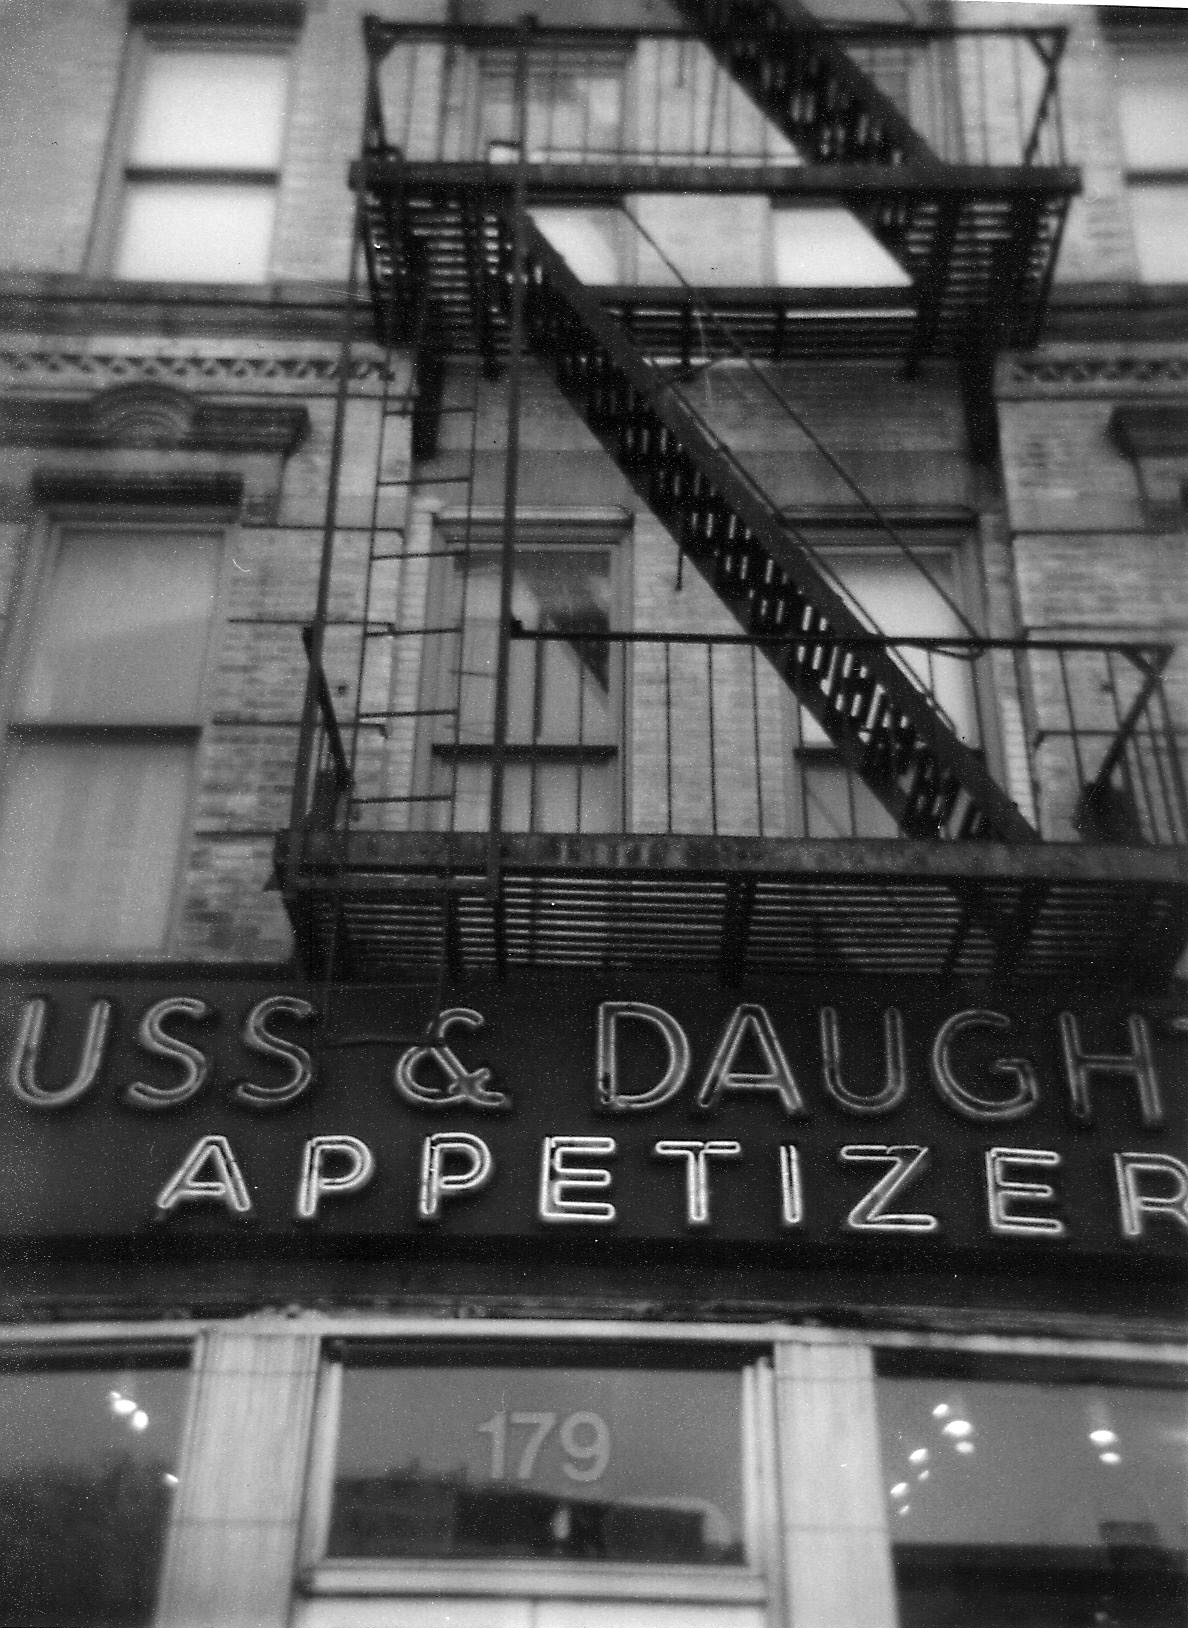 USS & DAUGH
APPETIZER
179